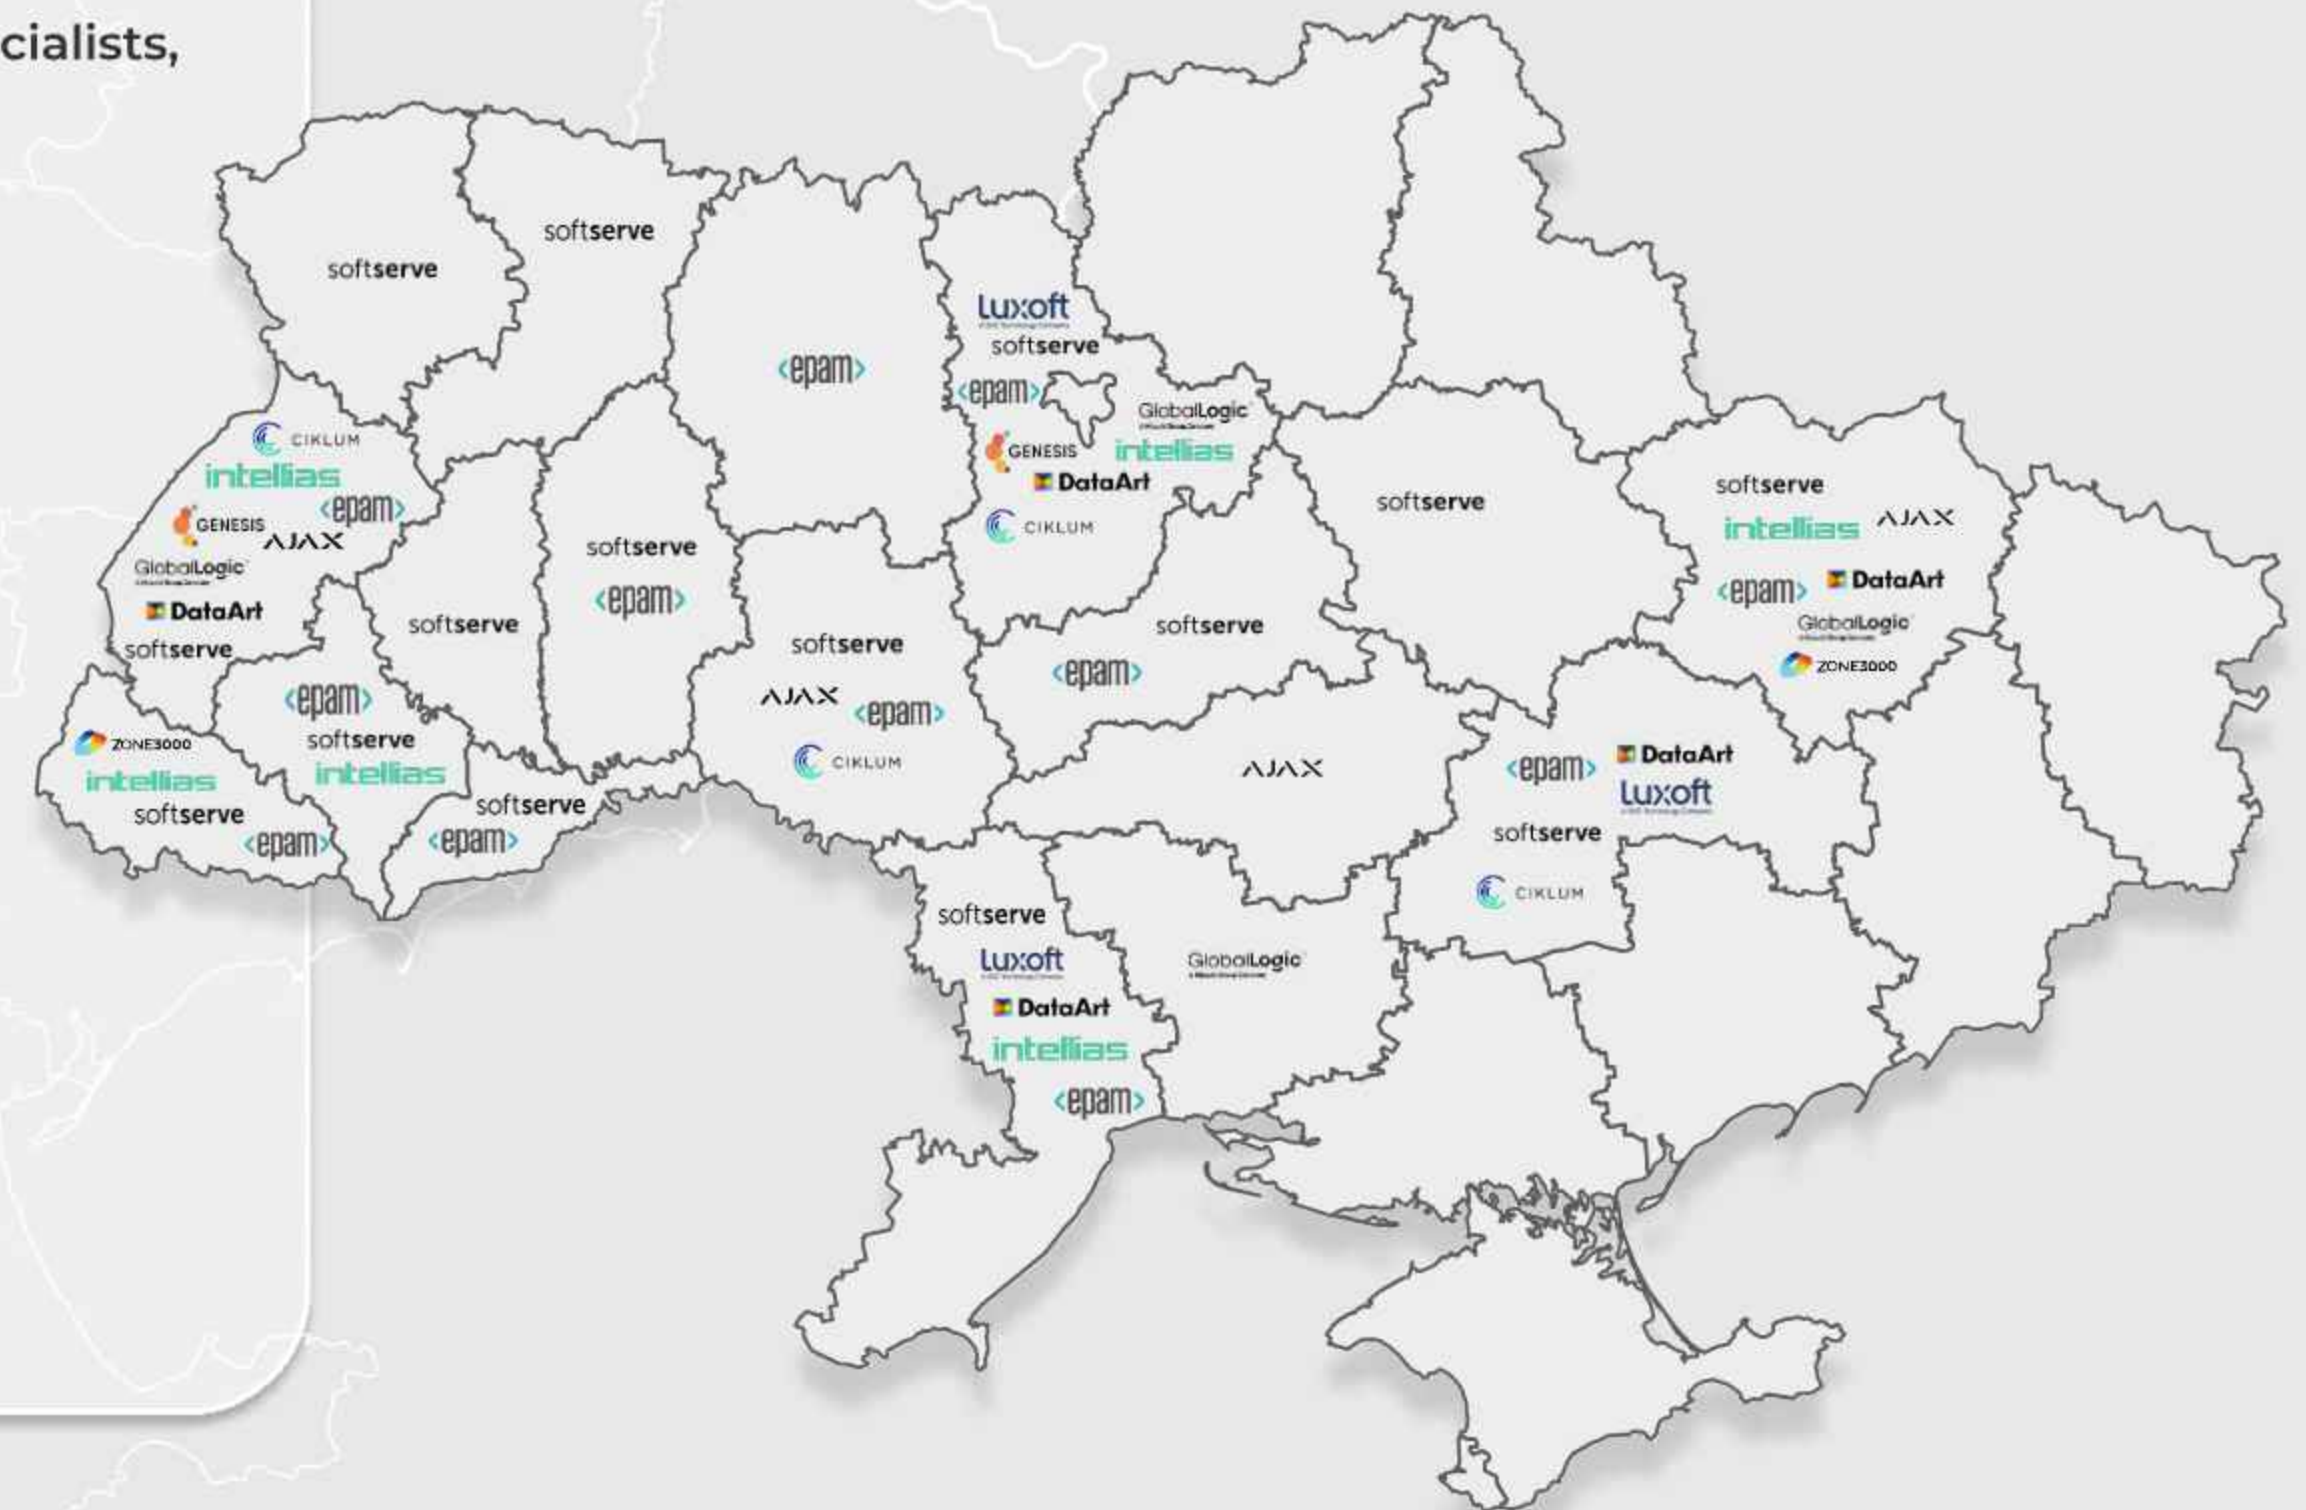 cialists,
softserve
softserve
<epam>
Luxoft
softserve
<epam>
GlobalLogic
GENESIS
intellias
DataArt
CIKLUM
CIKLUM
intellias
<epam>
GENESIS
AJAX
GlobalLogic
DataArt
softserve
softserve
softserve
<epam>
softserve
softserve
intellias
AJAX
<epam>
DataArt
GlobalLogic
ZONE3000
softserve
AJAX
<epam>
CIKLUM
softserve
<epam>
<epam>
softserve
intellias
ZONE3000
intellias
softserve
<epam>
softserve
<epam>
AJAX
<epam>
DataArt
Luxoft
softserve
CIKLUM
softserve
Luxoft
DataArt
intellias
<epam>
GlobalLogic